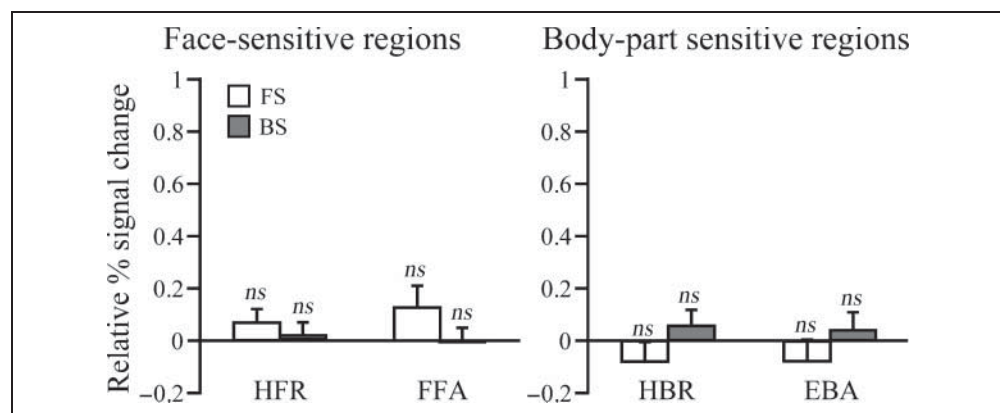 Face-sensitive regions
Body-part sensitive regions
Relative % signal change
1
0.8
0.6
0.4
0.2
0
−0.2
FS
BS
ns
ns
ns
ns
HFR
FFA
1
0.8
0.6
0.4
0.2
0
−0.2
ns
ns
ns
ns
HBR
EBA